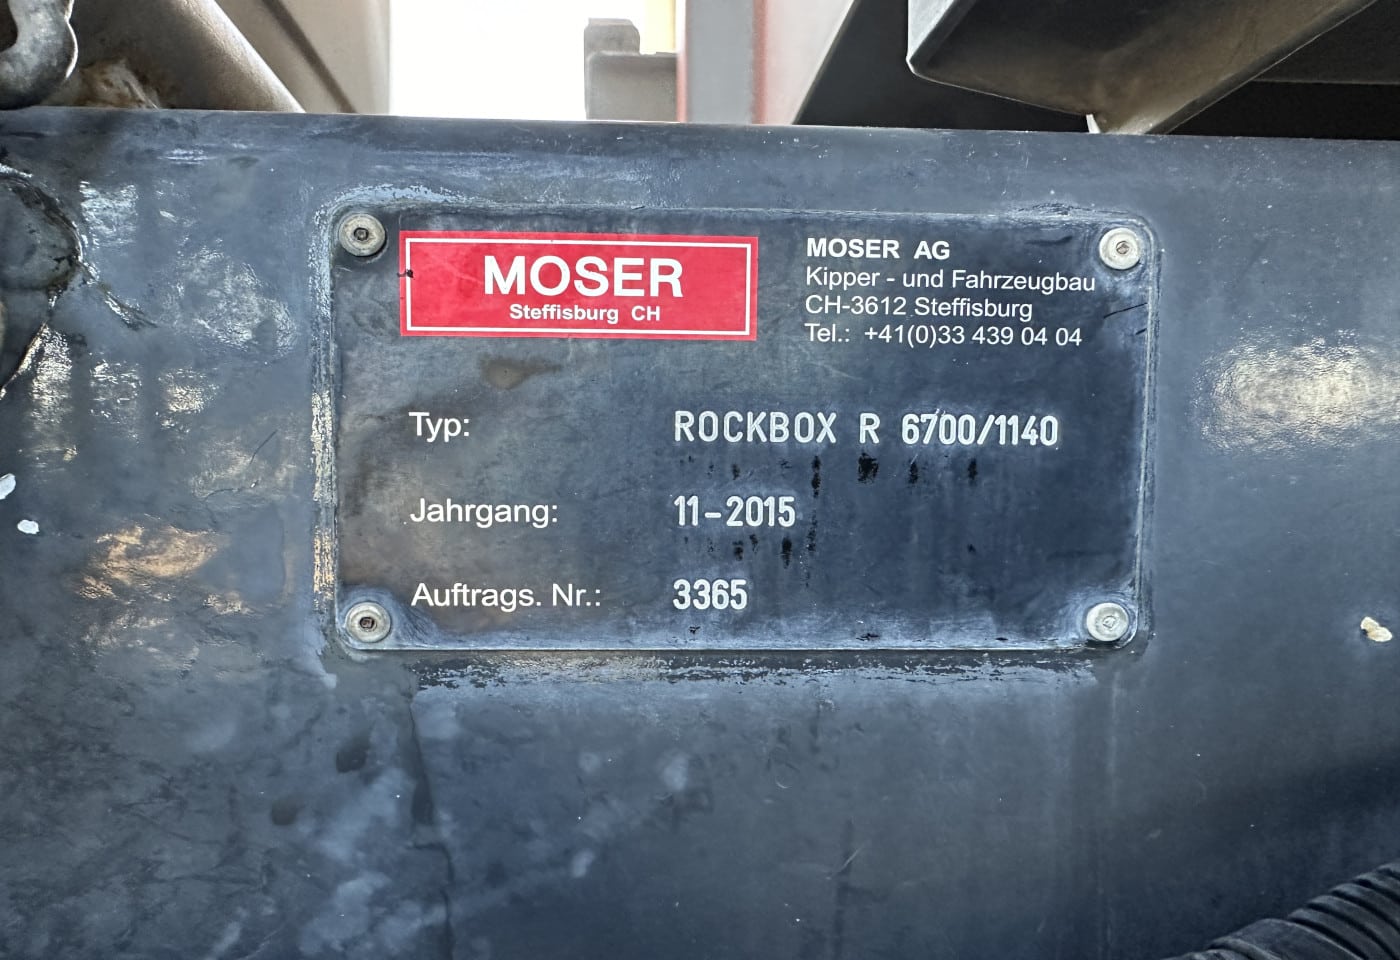 MOSER
Steffisburg CH
MOSER AG
Kipper - und Fahrzeugbau
CH-3612 Steffisburg
Tel.: +41(0)33 439 04 04
Typ: ROCKBOX R 6700/1140
Jahrgang: 11-2015
Auftrags. Nr.: 3365